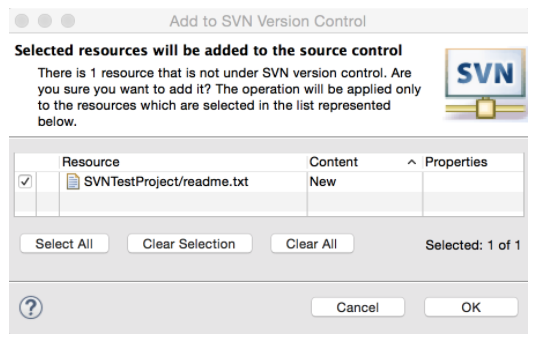 Add to SVN Version Control
Selected resources will be added to the source control
There is 1 resource that is not under SVN version control. Are
you sure you want to add it? The operation will be applied only
to the resources which are selected in the list represented
below.
SVN
Resource Content Properties
SVNTestProject/readme.txt New
Select All Clear Selection Clear All Selected: 1 of 1
? Cancel OK